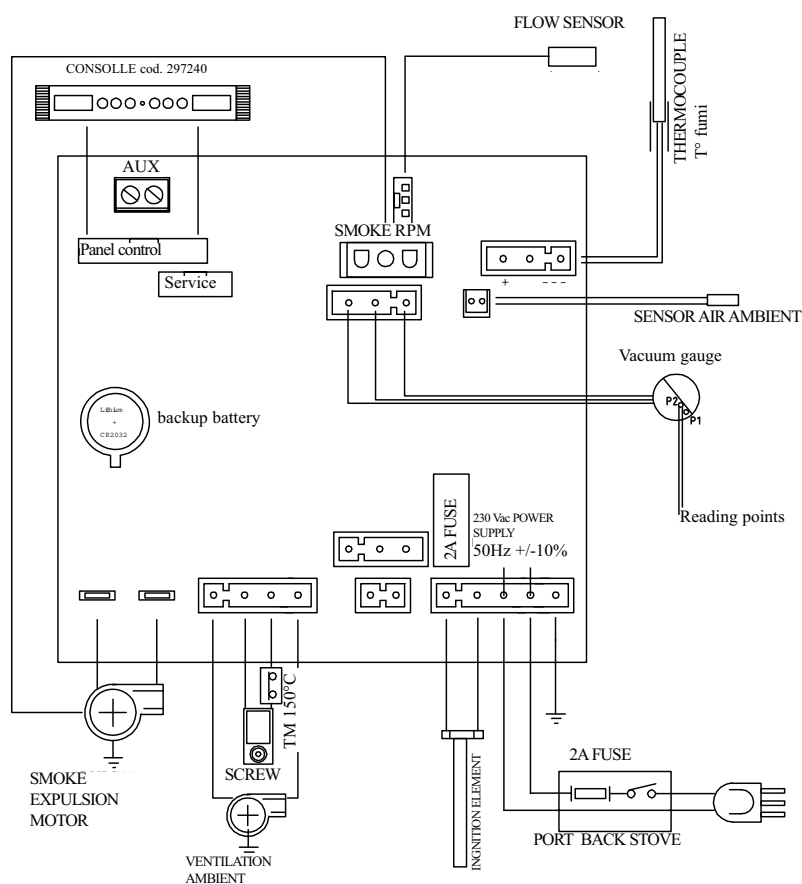 FLOW SENSOR
CONSOLLE cod. 297240
THERMOCOUPLE
T° fumi
AUX
SMOKE RPM
Panel control
Service
+
- - -
SENSOR AIR AMBIENT
Vacuum gauge
P2
P1
Lithium
+
CR2032
backup battery
Reading points
2A FUSE
230 Vac POWER
SUPPLY
50Hz +/-10%
TM 150°C
SCREW
SMOKE
EXPULSION
MOTOR
INGNITION ELEMENT
2A FUSE
PORT BACK STOVE
VENTILATION
AMBIENT